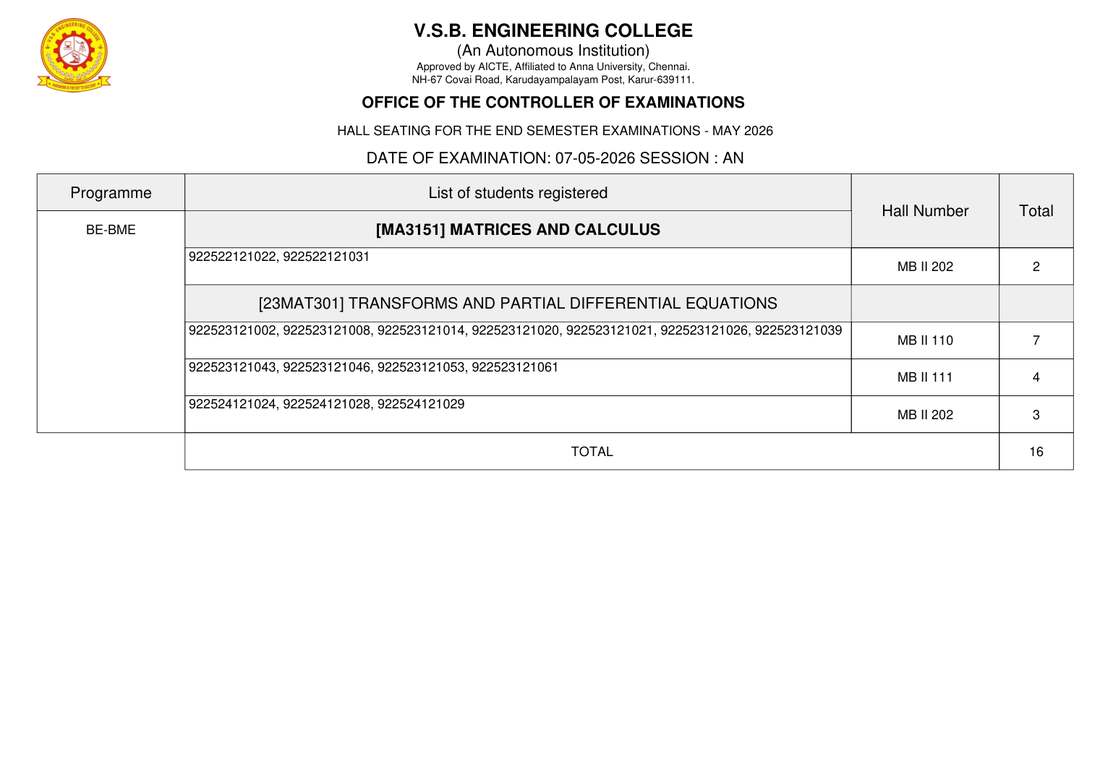 V.S.B. ENGINEERING COLLEGE
(An Autonomous Institution)
Approved by AICTE, Affiliated to Anna University, Chennai.
NH-67 Covai Road, Karudayampalayam Post, Karur-639111.
OFFICE OF THE CONTROLLER OF EXAMINATIONS
HALL SEATING FOR THE END SEMESTER EXAMINATIONS - MAY 2026
DATE OF EXAMINATION: 07-05-2026 SESSION : AN
Programme List of students registered Hall Number Total
BE-BME [MA3151] MATRICES AND CALCULUS
922522121022, 922522121031 MB II 202 2
[23MAT301] TRANSFORMS AND PARTIAL DIFFERENTIAL EQUATIONS
922523121002, 922523121008, 922523121014, 922523121020, 922523121021, 922523121026, 922523121039 MB II 110 7
922523121043, 922523121046, 922523121053, 922523121061 MB II 111 4
922524121024, 922524121028, 922524121029 MB II 202 3
TOTAL 16